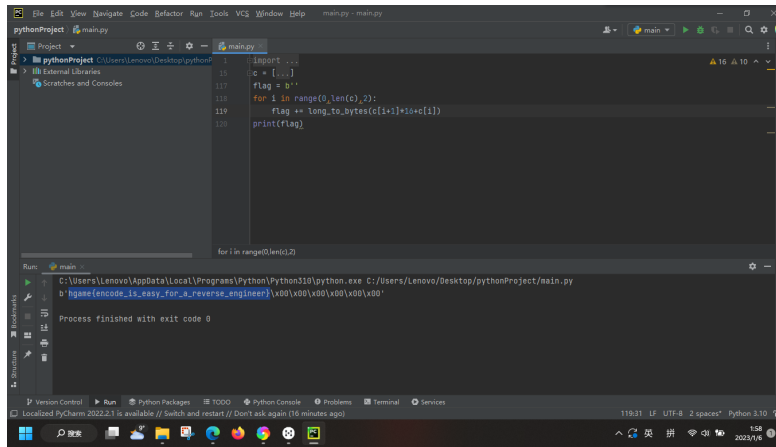 File Edit View Navigate Code Refactor Run Tools VCS Window Help main.py - main.py
pythonProject main.py main
Project main.py
pythonProject C:\Users\Lenovo\Desktop\pythonP
External Libraries
Scratches and Consoles
1 import ...
15 c = [...]
117 flag = b''
118 for i in range(0,len(c),2):
119 flag += long_to_bytes(c[i+1]*16+c[i])
120 print(flag)
16 10
for i in range(0,len(c),2)
Run: main
C:\Users\Lenovo\AppData\Local\Programs\Python\Python310\python.exe C:/Users/Lenovo/Desktop/pythonProject/main.py
b'hgame{encode_is_easy_for_a_reverse_engineer}\x00\x00\x00\x00\x00\x00'
Process finished with exit code 0
Project
Bookmarks
Structure
Version Control Run Python Packages TODO Python Console Problems Terminal Services
Localized PyCharm 2022.2.1 is available // Switch and restart // Don't ask again (16 minutes ago) 119:31 LF UTF-8 2 spaces* Python 3.10
搜索 英 拼 1:58
2023/1/6